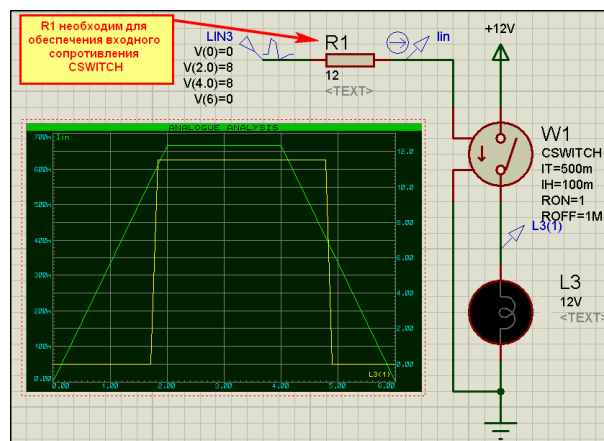 R1 необходим для
обеспечения входного
сопротивления
CSWITCH
LIN3
V(0)=0
V(2.0)=8
V(4.0)=8
V(6)=0
R1
12
<TEXT>
Iin
+12V
W1
CSWITCH
IT=500m
IH=100m
RON=1
ROFF=1M
L3(1)
L3
12V
<TEXT>
ANALOGUE ANALYSIS
700m
Iin
600m
500m
400m
300m
200m
100m
0.00
12.0
10.00
8.00
6.00
4.00
2.00
0.00
L3(1)
0.00
1.00
2.00
3.00
4.00
5.00
6.00